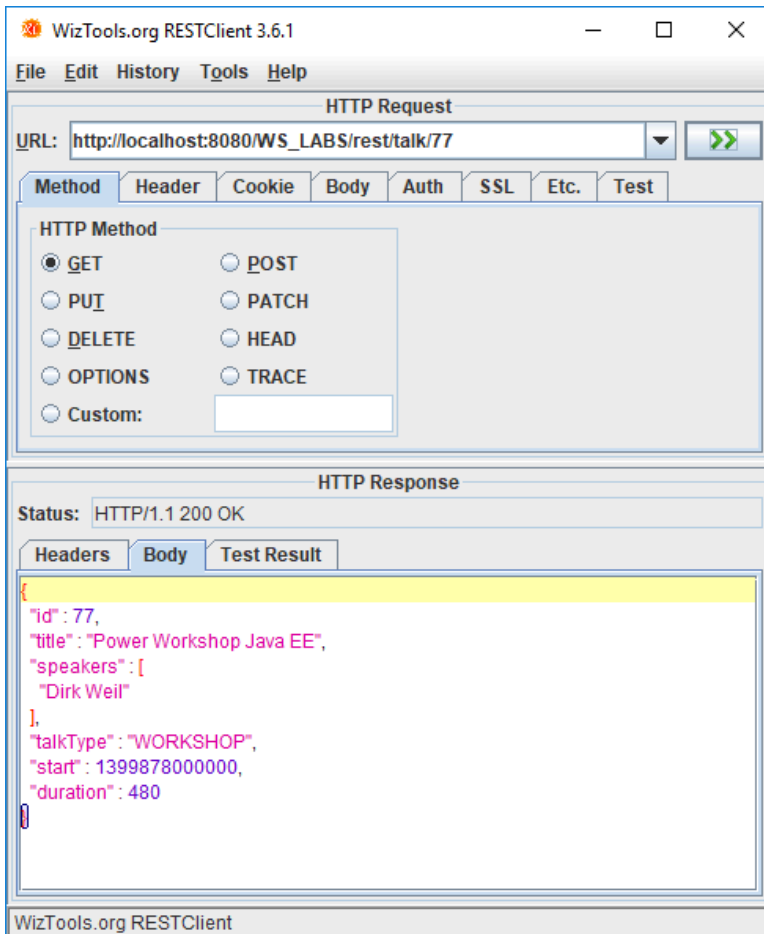 WizTools.org RESTClient 3.6.1
File Edit History Tools Help
HTTP Request
URL: http://localhost:8080/WS_LABS/rest/talk/77
Method Header Cookie Body Auth SSL Etc. Test
HTTP Method
GET POST
PUT PATCH
DELETE HEAD
OPTIONS TRACE
Custom:
HTTP Response
Status: HTTP/1.1 200 OK
Headers Body Test Result
{
"id" : 77,
"title" : "Power Workshop Java EE",
"speakers" : [
"Dirk Weil"
],
"talkType" : "WORKSHOP",
"start" : 1399878000000,
"duration" : 480
}
WizTools.org RESTClient